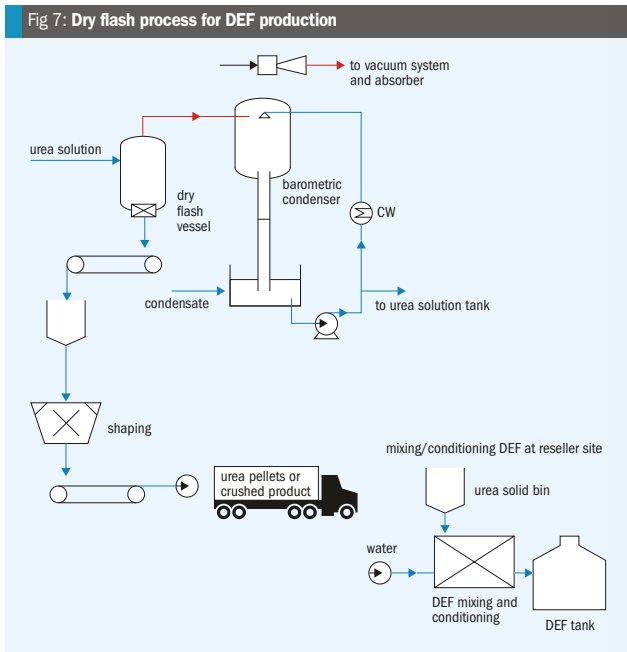 Fig 7: Dry flash process for DEF production
to vacuum system
and absorber
urea solution
dry
flash
vessel
barometric
condenser
CW
condensate
to urea solution tank
shaping
urea pellets or
crushed product
mixing/conditioning DEF at reseller site
urea solid bin
water
DEF mixing and
conditioning
DEF tank